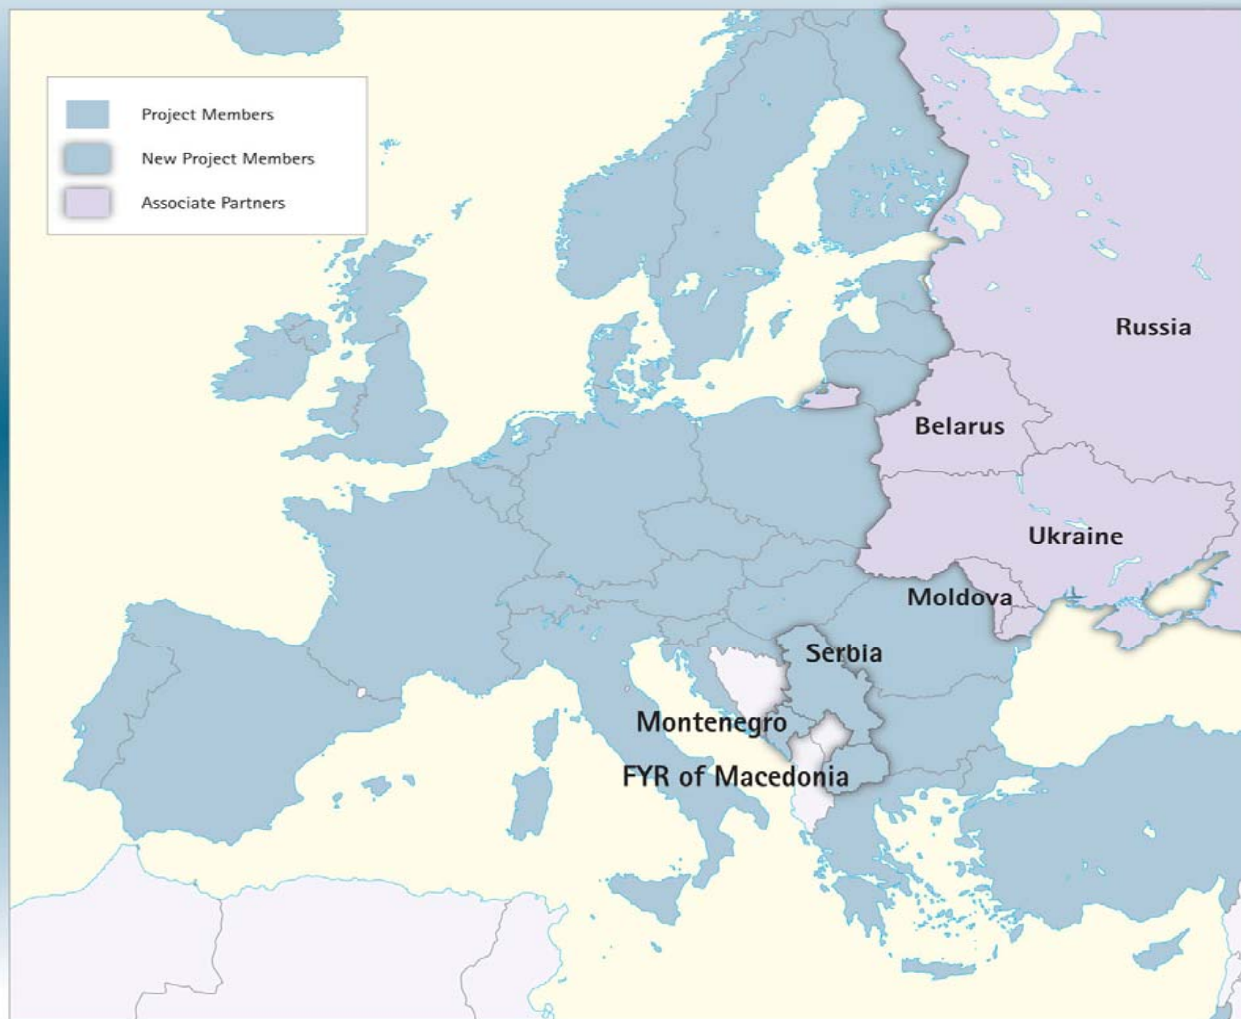 Project Members
New Project Members
Associate Partners
Russia
Belarus
Ukraine
Moldova
Serbia
Montenegro
FYR of Macedonia